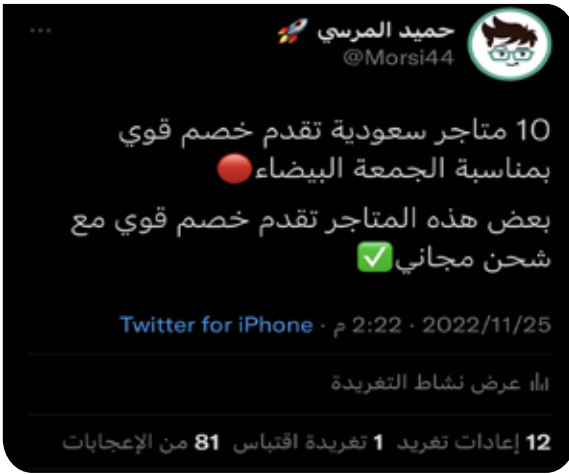 حميد المرسي 🚀
@Morsi44
10 متاجر سعودية تقدم خصم قوي
بمناسبة الجمعة البيضاء🔴
بعض هذه المتاجر تقدم خصم قوي مع
شحن مجاني✅
2022/11/25 · 2:22 م · Twitter for iPhone
عرض نشاط التغريدة
12 إعادات تغريد 1 تغريدة اقتباس 81 من الإعجابات